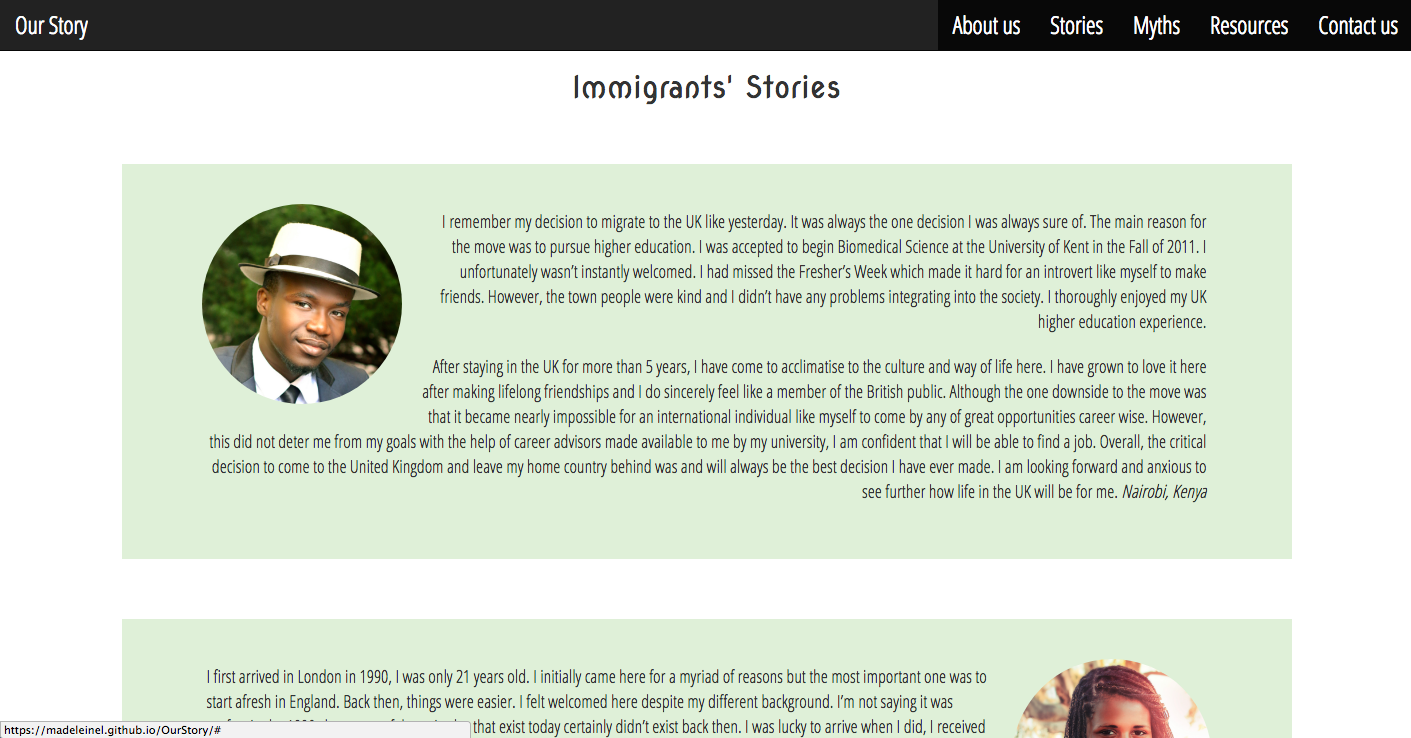 Our Story
About us
Stories
Myths
Resources
Contact us
Immigrants' Stories
I remember my decision to migrate to the UK like yesterday. It was always the one decision I was always sure of. The main reason for
the move was to pursue higher education. I was accepted to begin Biomedical Science at the University of Kent in the Fall of 2011. I
unfortunately wasn’t instantly welcomed. I had missed the Fresher’s Week which made it hard for an introvert like myself to make
friends. However, the town people were kind and I didn’t have any problems integrating into the society. I thoroughly enjoyed my UK
higher education experience.
After staying in the UK for more than 5 years, I have come to acclimatise to the culture and way of life here. I have grown to love it here
after making lifelong friendships and I do sincerely feel like a member of the British public. Although the one downside to the move was
that it became nearly impossible for an international individual like myself to come by any of great opportunities career wise. However,
this did not deter me from my goals with the help of career advisors made available to me by my university, I am confident that I will be able to find a job. Overall, the critical
decision to come to the United Kingdom and leave my home country behind was and will always be the best decision I have ever made. I am looking forward and anxious to
see further how life in the UK will be for me. Nairobi, Kenya
I first arrived in London in 1990, I was only 21 years old. I initially came here for a myriad of reasons but the most important one was to
start afresh in England. Back then, things were easier. I felt welcomed here despite my different background. I’m not saying it was
that exist today certainly didn’t exist back then. I was lucky to arrive when I did, I received
https://madeleinel.github.io/OurStory/#